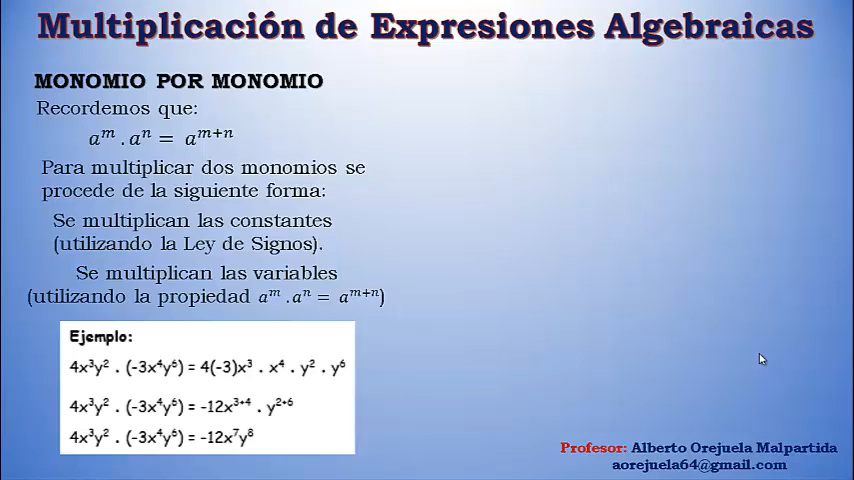 Multiplicación de Expresiones Algebraicas
MONOMIO POR MONOMIO
Recordemos que:
aᵐ . aⁿ = aᵐ⁺ⁿ
Para multiplicar dos monomios se
procede de la siguiente forma:
Se multiplican las constantes
(utilizando la Ley de Signos).
Se multiplican las variables
(utilizando la propiedad aᵐ . aⁿ = aᵐ⁺ⁿ)
Ejemplo:
4x³y² . (-3x⁴y⁶) = 4(-3)x³ . x⁴ . y² . y⁶
4x³y² . (-3x⁴y⁶) = -12x³⁺⁴ . y²⁺⁶
4x³y² . (-3x⁴y⁶) = -12x⁷y⁸
Profesor: Alberto Orejuela Malpartida
aorejuela64@gmail.com